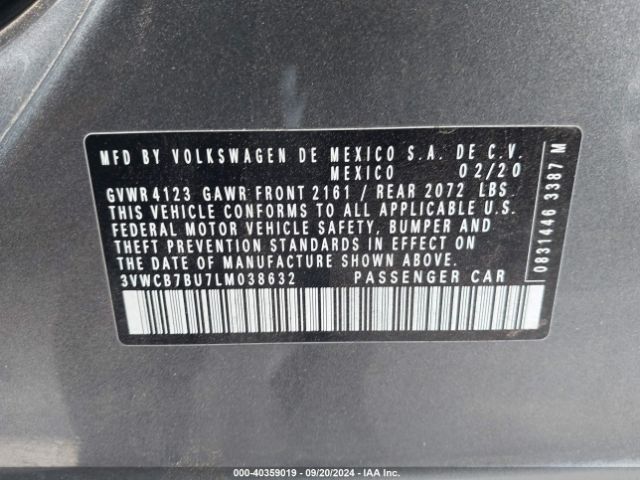 MFD BY VOLKSWAGEN DE MEXICO S.A. DE C.V.
MEXICO 02/20
GVWR 4123 GAWR FRONT 2161 / REAR 2072 LBS
THIS VEHICLE CONFORMS TO ALL APPLICABLE U.S.
FEDERAL MOTOR VEHICLE SAFETY, BUMPER AND
THEFT PREVENTION STANDARDS IN EFFECT ON
THE DATE OF MANUFACTURE SHOWN ABOVE.
3VWCB7BU7LM038632 PASSENGER CAR
0831446 3387 M
000-40359019 - 09/20/2024 - IAA Inc.